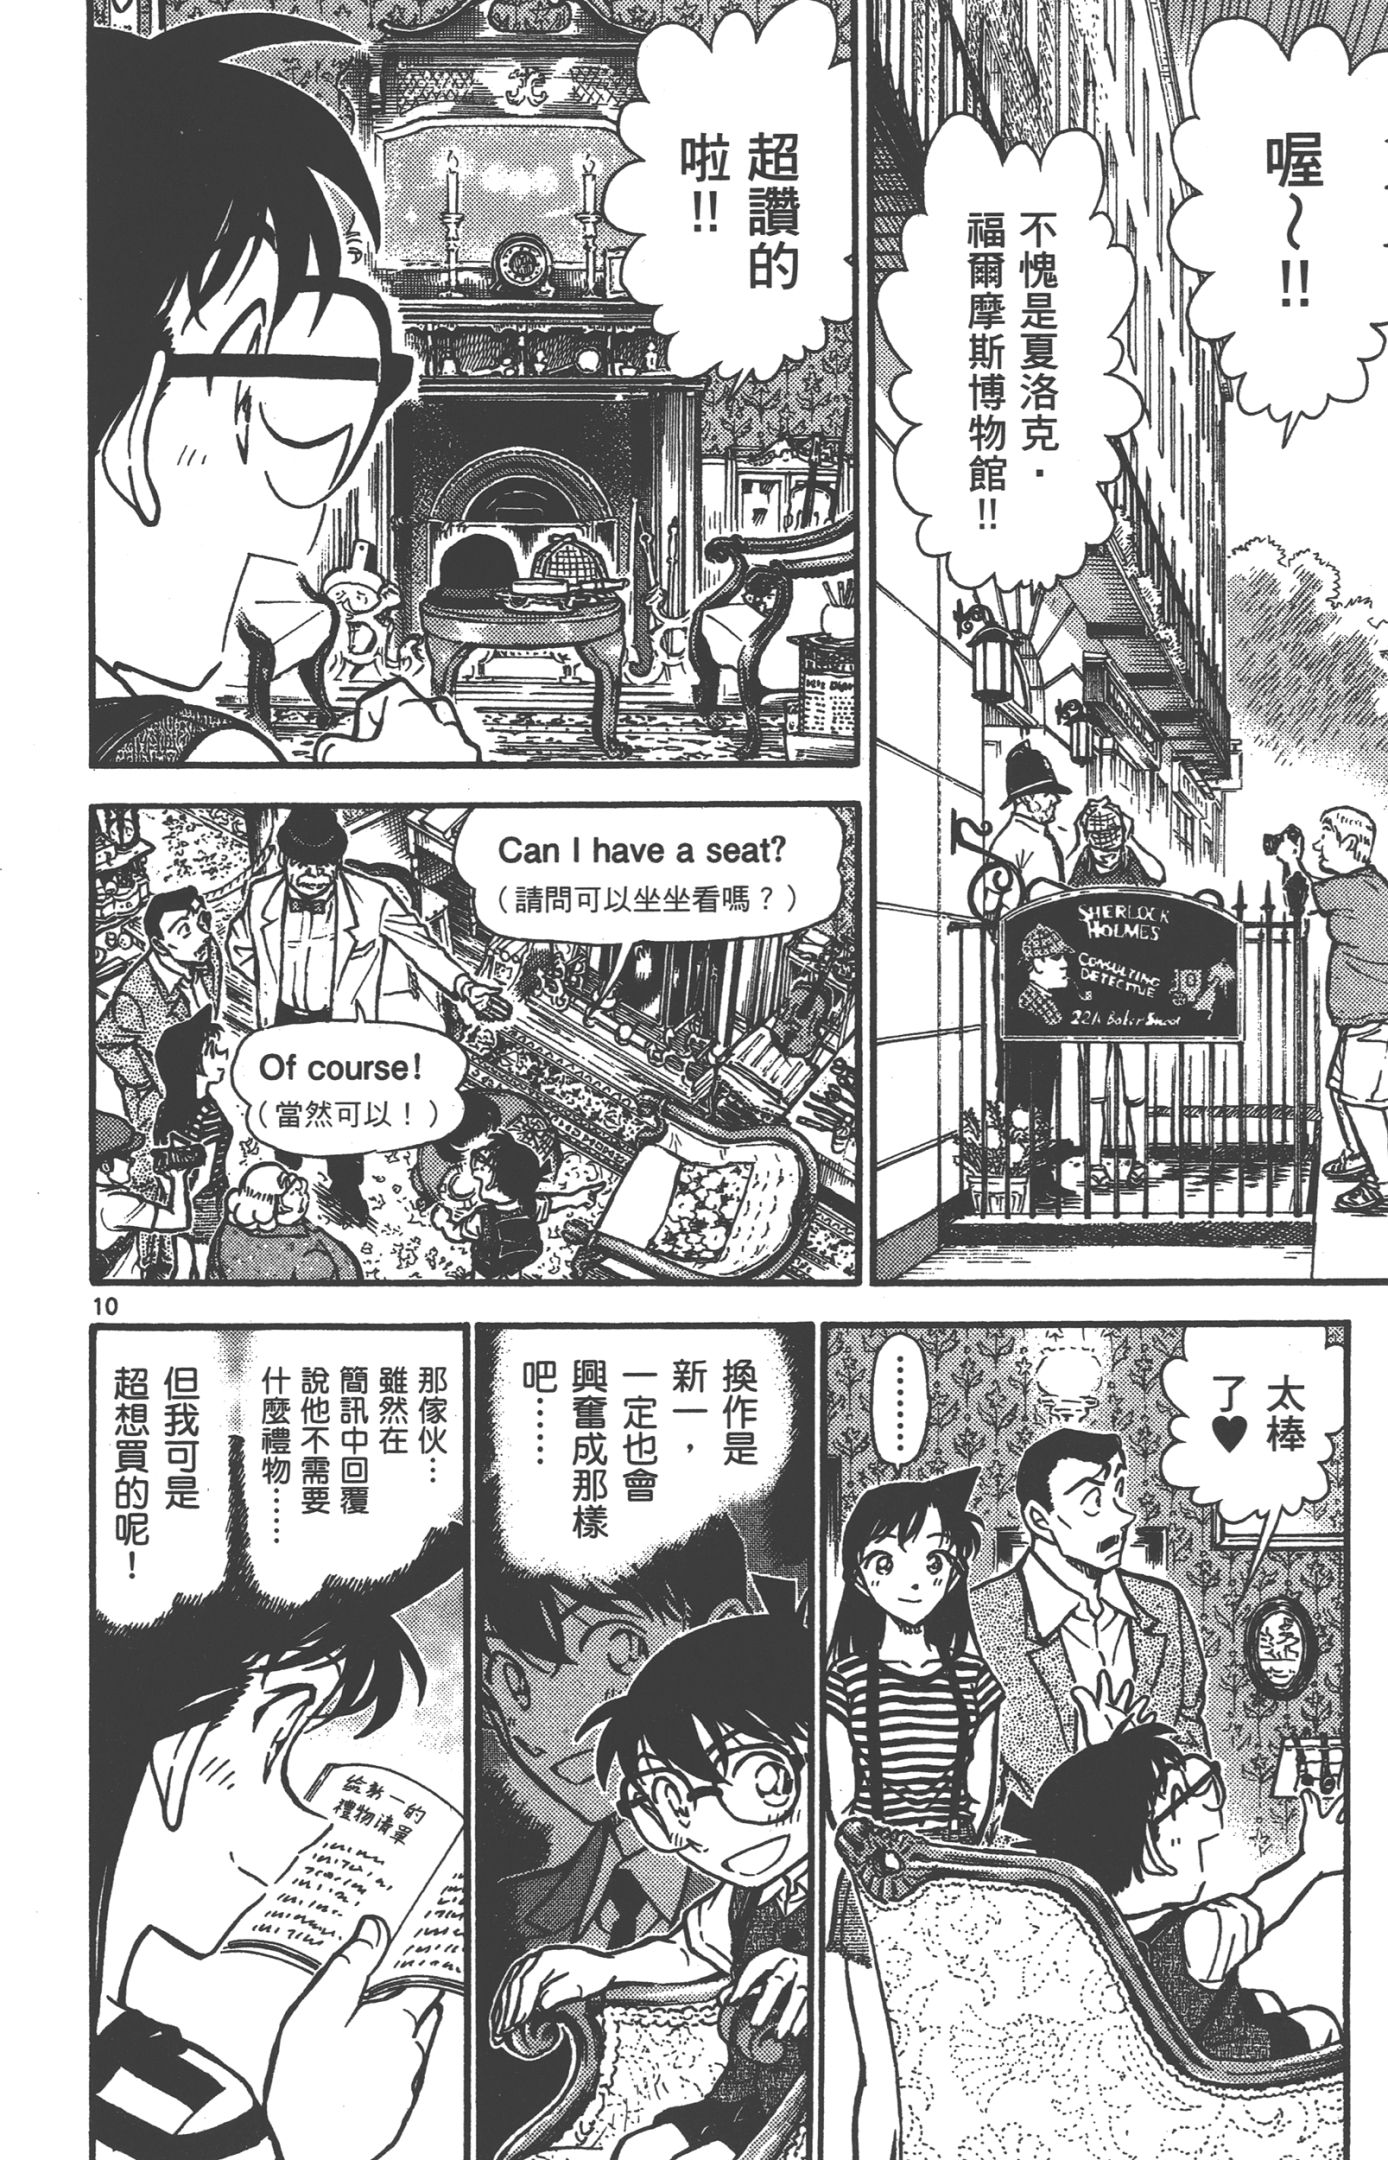 喔～!!
不愧是夏洛克・
福爾摩斯博物館!!
SHERLOCK
HOLMES
CONSULTING
DETECTIVE
221b Baker Street
超讚的
啦!!
Can I have a seat?
（請問可以坐坐看嗎？）
Of course!
（當然可以！）
10
太棒
了♥
………
換作是
新一，
一定也會
興奮成那樣
吧……
那傢伙…
雖然在
簡訊中回覆
說他不需要
什麼禮物……
但我可是
超想買的呢！
給新一的
禮物清單